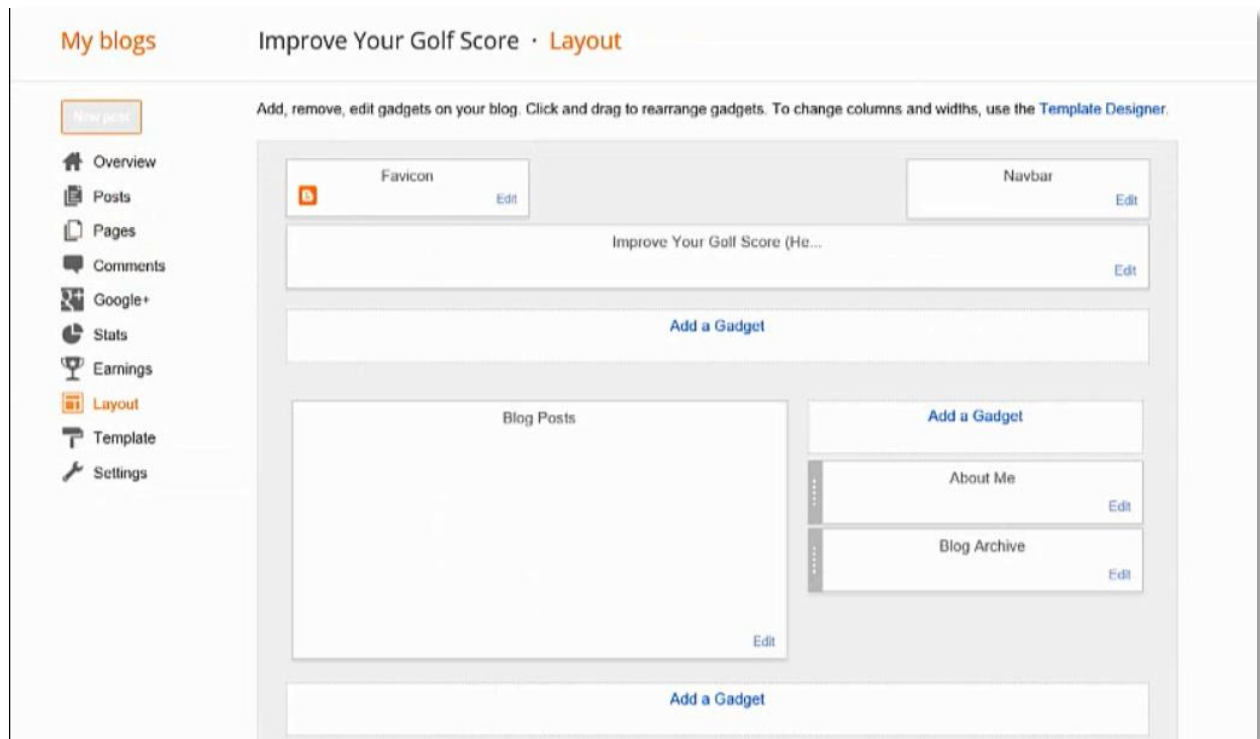 My blogs
Improve Your Golf Score · Layout
New post
Add, remove, edit gadgets on your blog. Click and drag to rearrange gadgets. To change columns and widths, use the Template Designer.
Overview
Posts
Pages
Comments
Google+
Stats
Earnings
Layout
Template
Settings
Favicon
Edit
Navbar
Edit
Improve Your Golf Score (He...
Edit
Add a Gadget
Blog Posts
Edit
Add a Gadget
About Me
Edit
Blog Archive
Edit
Add a Gadget